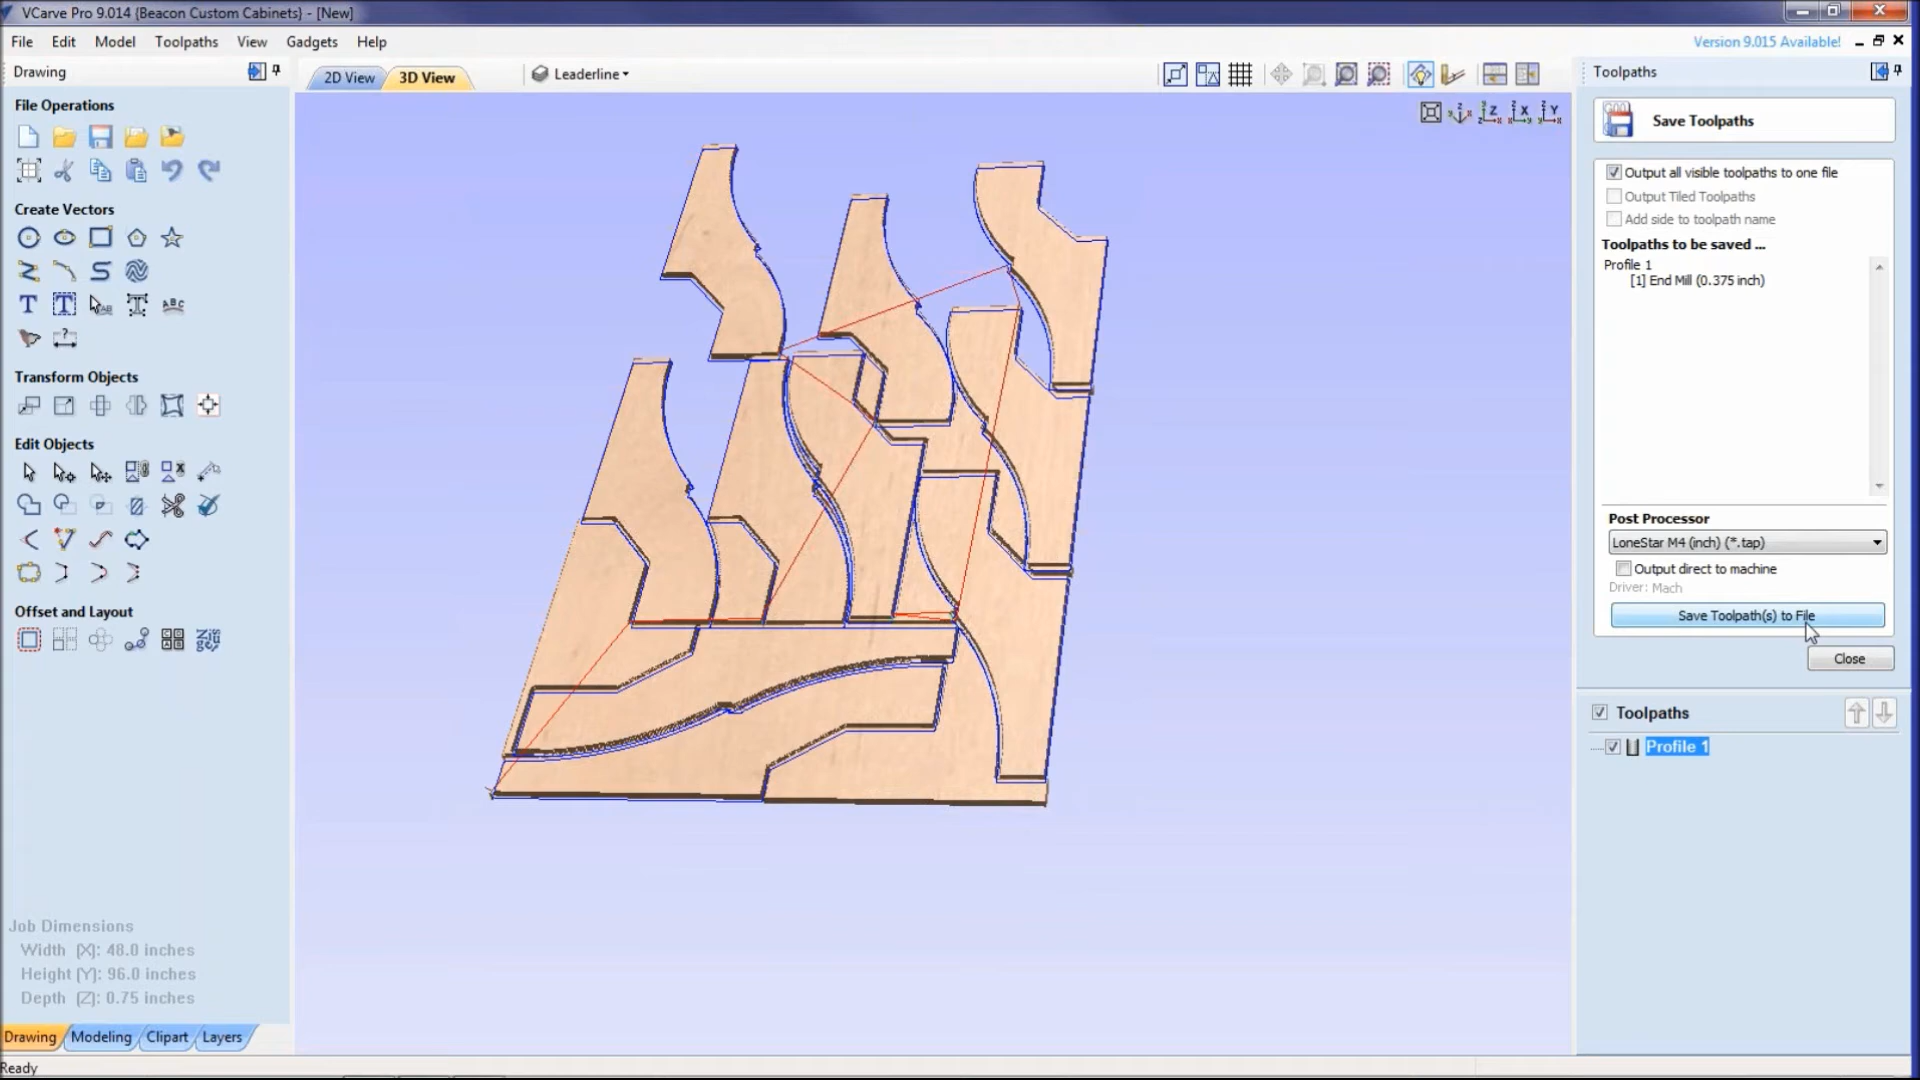 VCarve Pro 9.014 {Beacon Custom Cabinets} - [New]
File Edit Model Toolpaths View Gadgets Help
Version 9.015 Available!
Drawing
2D View 3D View
Leaderline
Toolpaths
File Operations
Save Toolpaths
Output all visible toolpaths to one file
Output Tiled Toolpaths
Add side to toolpath name
Create Vectors
Toolpaths to be saved ...
Profile 1
[1] End Mill (0.375 inch)
Transform Objects
Edit Objects
Post Processor
LoneStar M4 (inch) (*.tap)
Output direct to machine
Driver: Mach
Save Toolpath(s) to File
Close
Offset and Layout
Toolpaths
Profile 1
Job Dimensions
Width (X): 48.0 inches
Height (Y): 96.0 inches
Depth (Z): 0.75 inches
Drawing Modeling Clipart Layers
Ready